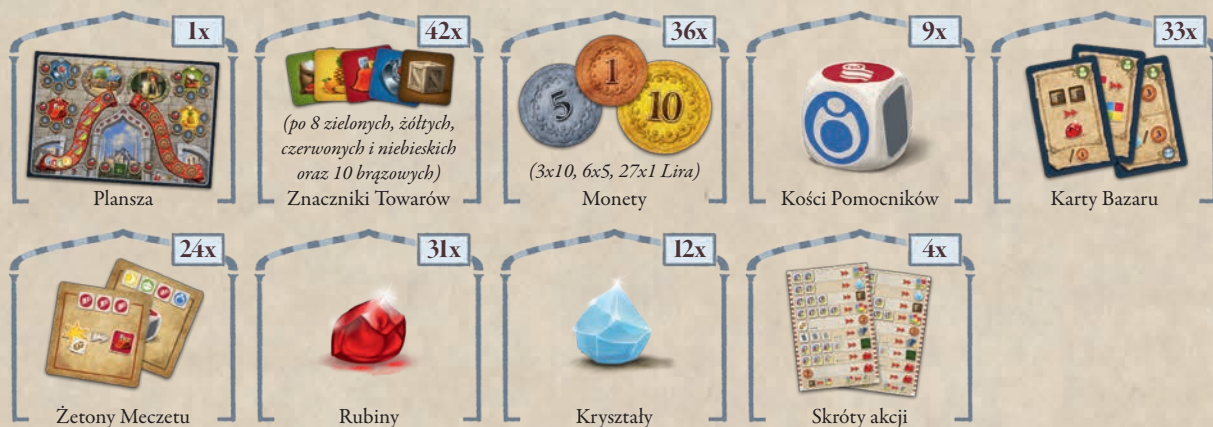 1x
42x
36x
9x
33x
5
1
10
(po 8 zielonych, żółtych,
czerwonych i niebieskich
oraz 10 brązowych)
(3x10, 6x5, 27x1 Lira)
Plansza
Znaczniki Towarów
Monety
Kości Pomocników
Karty Bazaru
24x
31x
12x
4x
Żetony Meczetu
Rubiny
Kryształy
Skróty akcji